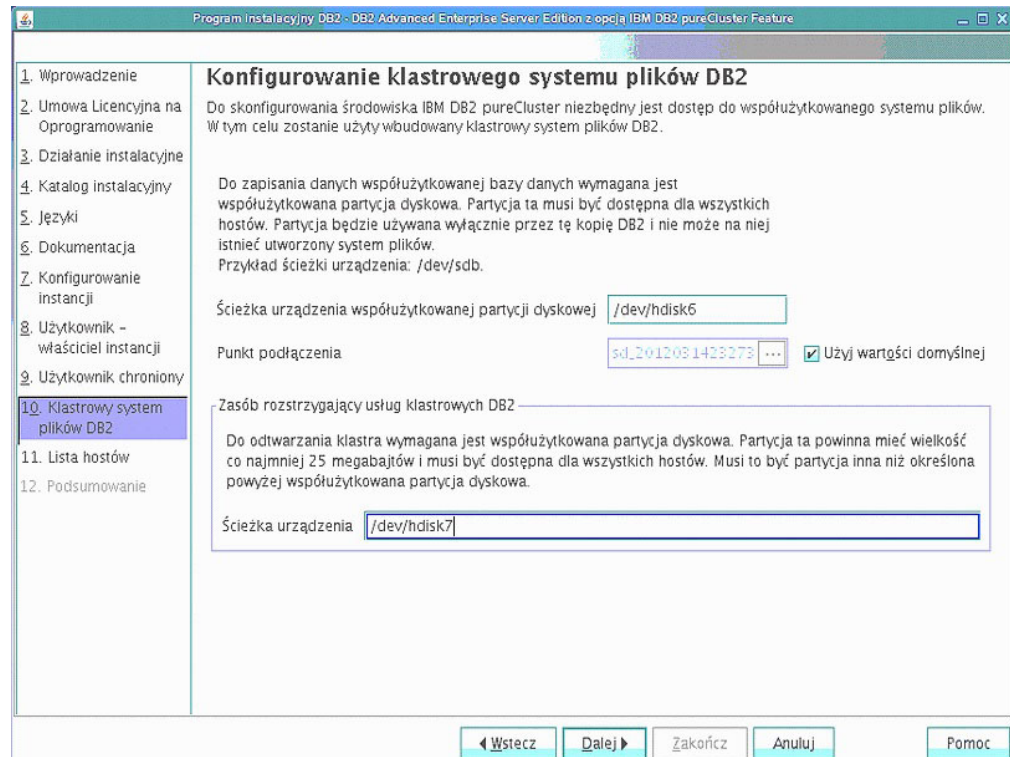 Program Instalacyjny DB2 - DB2 Advanced Enterprise Server Edition z opcją IBM DB2 pureCluster Feature
1. Wprowadzenie
2. Umowa Licencyjna na
Oprogramowanie
3. Działanie instalacyjne
4. Katalog instalacyjny
5. Języki
6. Dokumentacja
7. Konfigurowanie
instancji
8. Użytkownik –
właściciel instancji
9. Użytkownik chroniony
10. Klastrowy system
plików DB2
11. Lista hostów
12. Podsumowanie
Konfigurowanie klastrowego systemu plików DB2
Do skonfigurowania środowiska IBM DB2 pureCluster niezbędny jest dostęp do współużytkowanego systemu plików.
W tym celu zostanie użyty wbudowany klastrowy system plików DB2.
Do zapisania danych współużytkowanej bazy danych wymagana jest
współużytkowana partycja dyskowa. Partycja ta musi być dostępna dla wszystkich
hostów. Partycja będzie używana wyłącznie przez tę kopię DB2 i nie może na niej
istnieć utworzony system plików.
Przykład ścieżki urządzenia: /dev/sdb.
Ścieżka urządzenia współużytkowanej partycji dyskowej /dev/hdisk6
Punkt podłączenia sd_2012031423273 ... Użyj wartości domyślnej
Zasób rozstrzygający usług klastrowych DB2
Do odtwarzania klastra wymagana jest współużytkowana partycja dyskowa. Partycja ta powinna mieć wielkość
co najmniej 25 megabajtów i musi być dostępna dla wszystkich hostów. Musi to być partycja inna niż określona
powyżej współużytkowana partycja dyskowa.
Ścieżka urządzenia /dev/hdisk7
Wstecz Dalej Zakończ Anuluj Pomoc